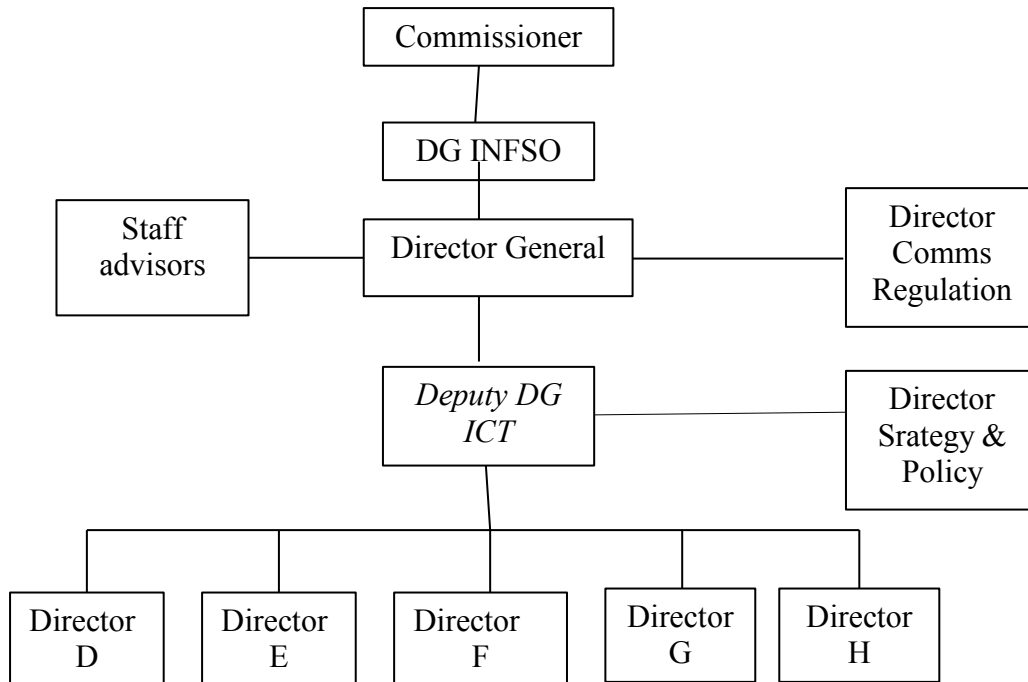 Commissioner
DG INFSO
Staff
advisors
Director General
Director
Comms
Regulation
Deputy DG
ICT
Director
Srategy &
Policy
Director
D
Director
E
Director
F
Director
G
Director
H